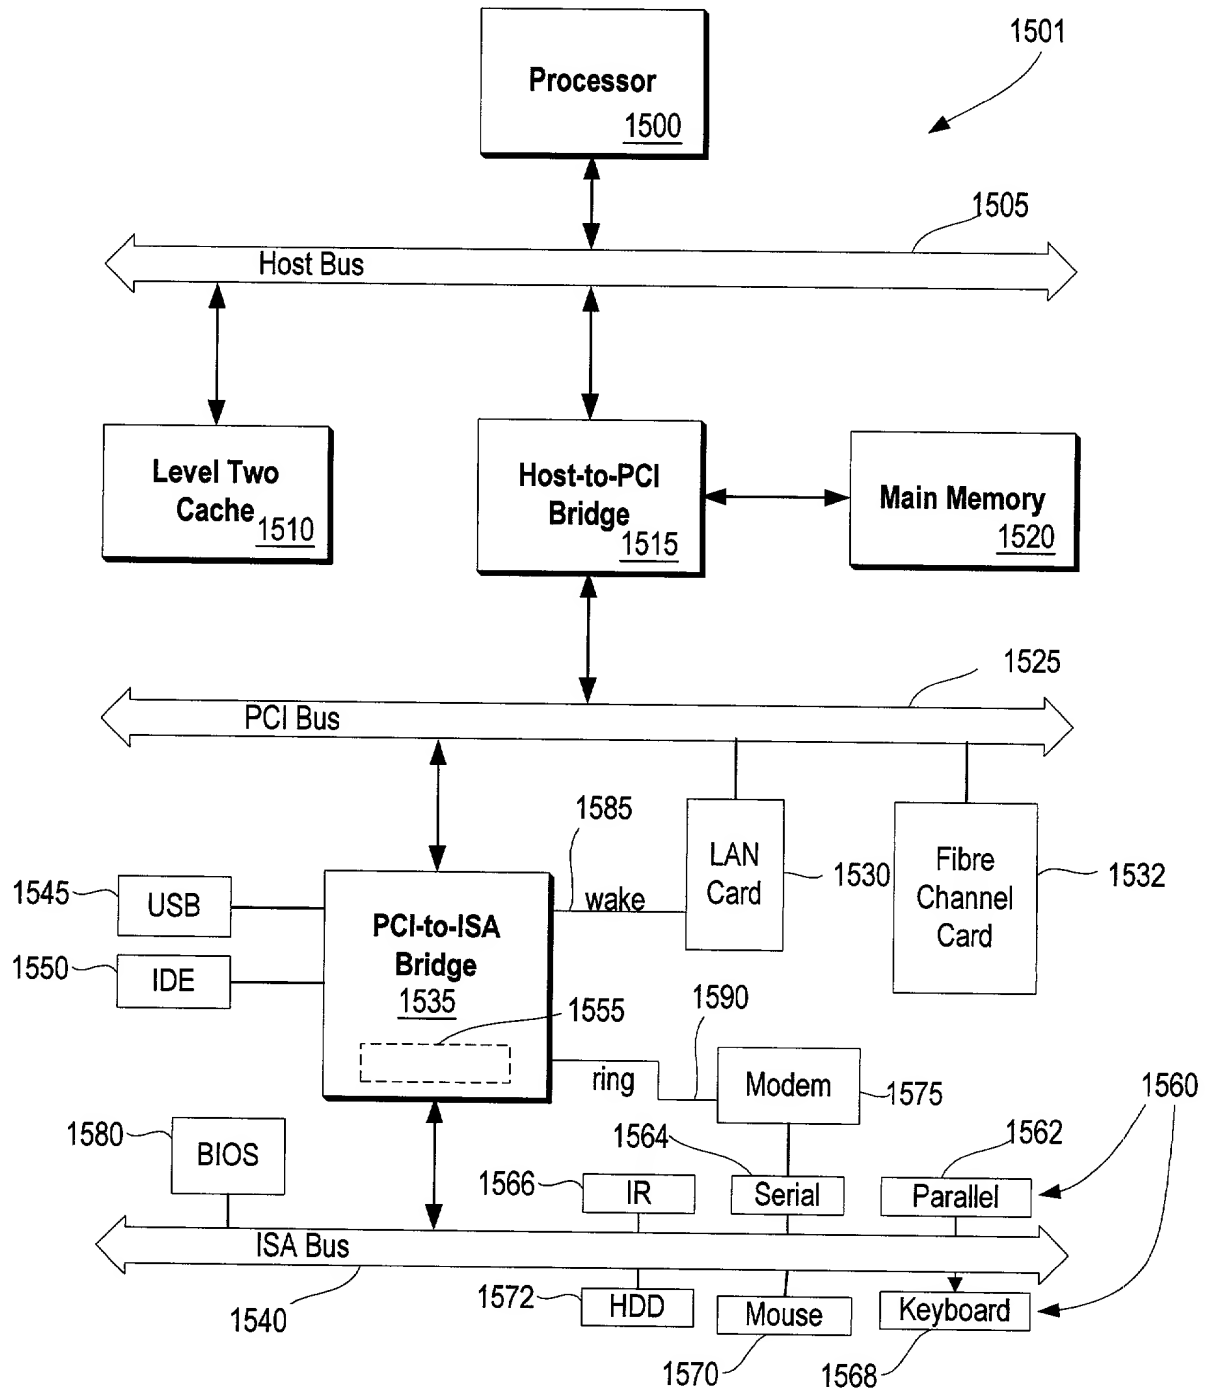 1501
Processor
1500
1505
Host Bus
Level Two
Cache
1510
Host-to-PCI
Bridge
1515
Main Memory
1520
1525
PCI Bus
1585
LAN
Card
1530
Fibre
Channel
Card
1532
1545
USB
wake
PCI-to-ISA
Bridge
1535
1550
IDE
1555
1590
ring
Modem
1575
1560
1580
BIOS
1564
1562
1566
IR
Serial
Parallel
ISA Bus
1540
1572
HDD
Mouse
Keyboard
1570
1568